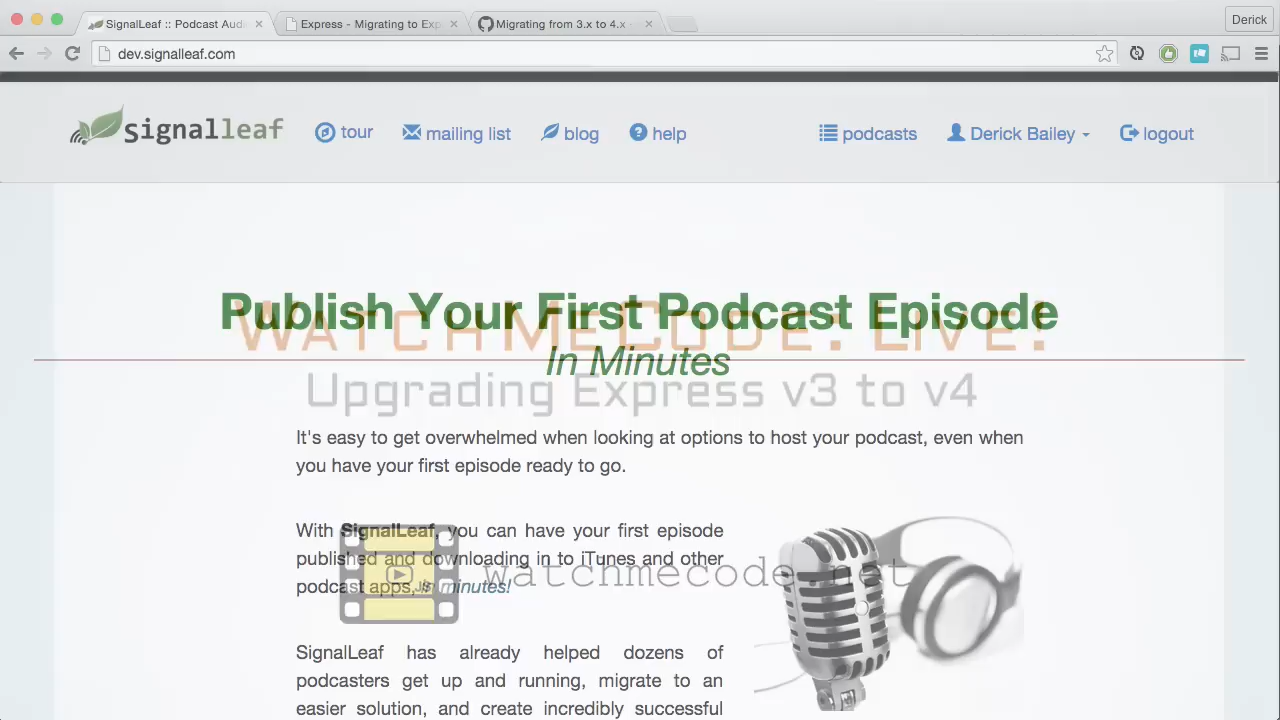 SignalLeaf :: Podcast Aud
Express - Migrating to Exp
Migrating from 3.x to 4.x
Derick
dev.signalleaf.com
signalleaf
tour
mailing list
blog
help
podcasts
Derick Bailey
logout
Publish Your First Podcast Episode
WatchMeCode: Live!
In Minutes
Upgrading Express v3 to v4
It's easy to get overwhelmed when looking at options to host your podcast, even when
you have your first episode ready to go.
With SignalLeaf, you can have your first episode
published and downloading in to iTunes and other
podcast apps, in minutes!
JS
watchmecode.net
SignalLeaf has already helped dozens of
podcasters get up and running, migrate to an
easier solution, and create incredibly successful